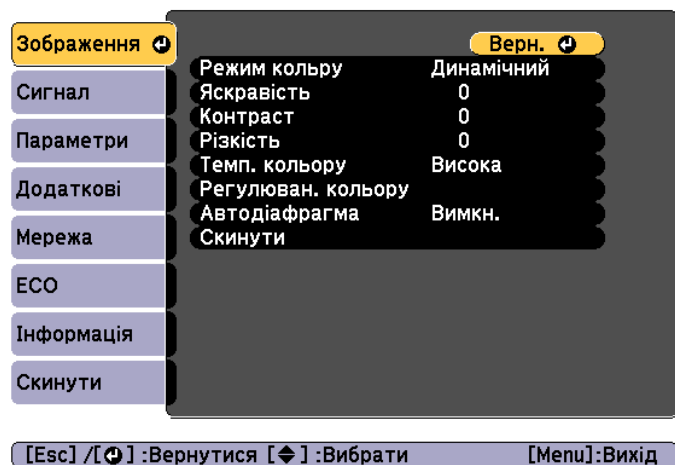 Зображення
Верн.
Режим кольру Динамічний
Яскравість 0
Контраст 0
Різкість 0
Темп. кольору Висока
Регулюван. кольору
Автодіафрагма Вимкн.
Скинути
Сигнал
Параметри
Додаткові
Мережа
ECO
Інформація
Скинути
[Esc] /[ ] :Вернутися [ ] :Вибрати [Menu]:Вихід